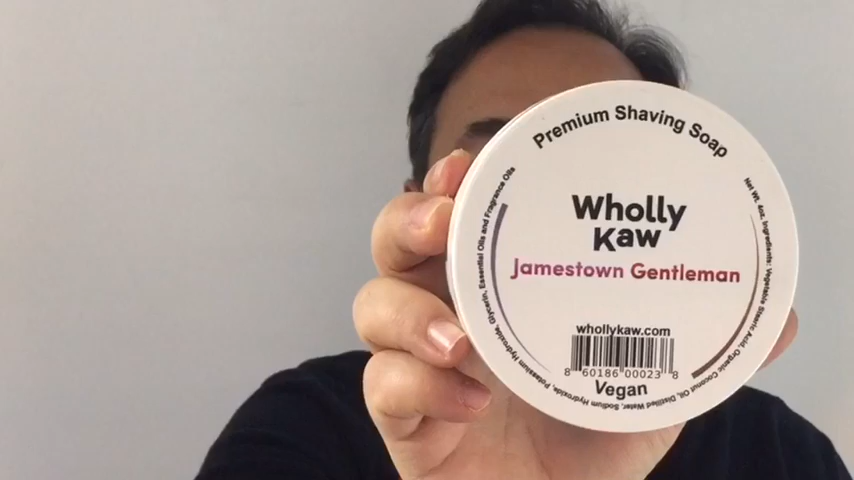 Premium Shaving Soap
Wholly
Kaw
Jamestown Gentleman
whollykaw.com
8 60186 00023 8
Vegan
Net Wt. 4oz. Ingredients: Vegetable Stearic Acid, Organic Coconut Oil, Distilled Water, Sodium Hydroxide, Potassium Hydroxide, Glycerin, Essential Oils and Fragrance Oils